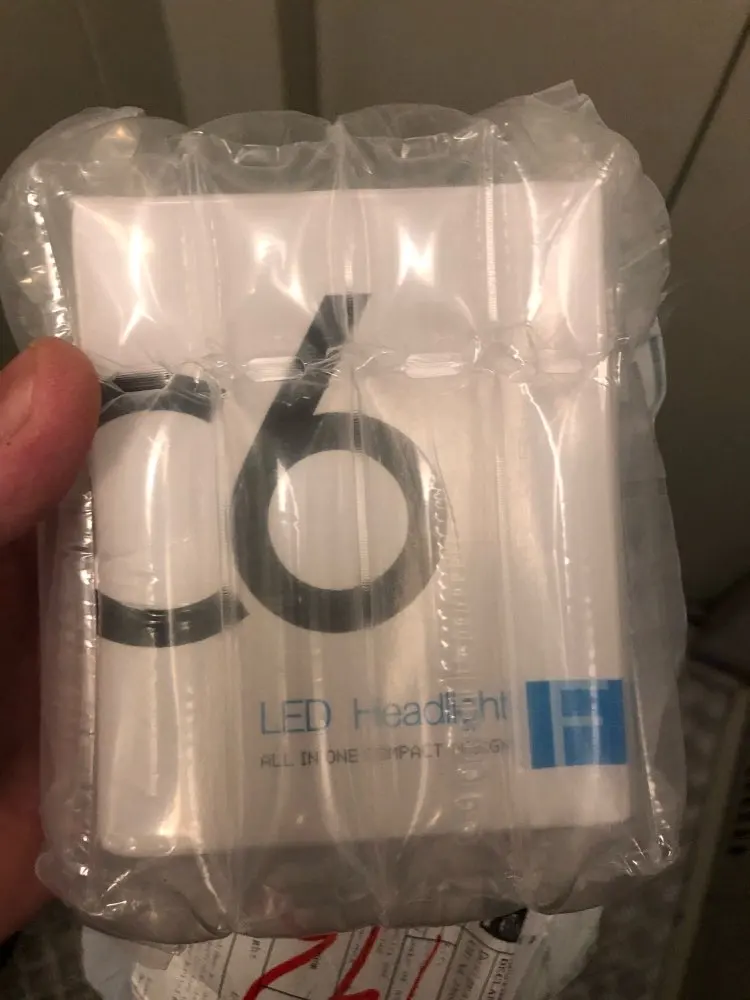 C6
LED Headlight
ALL IN ONE COMPACT DESIGN
F